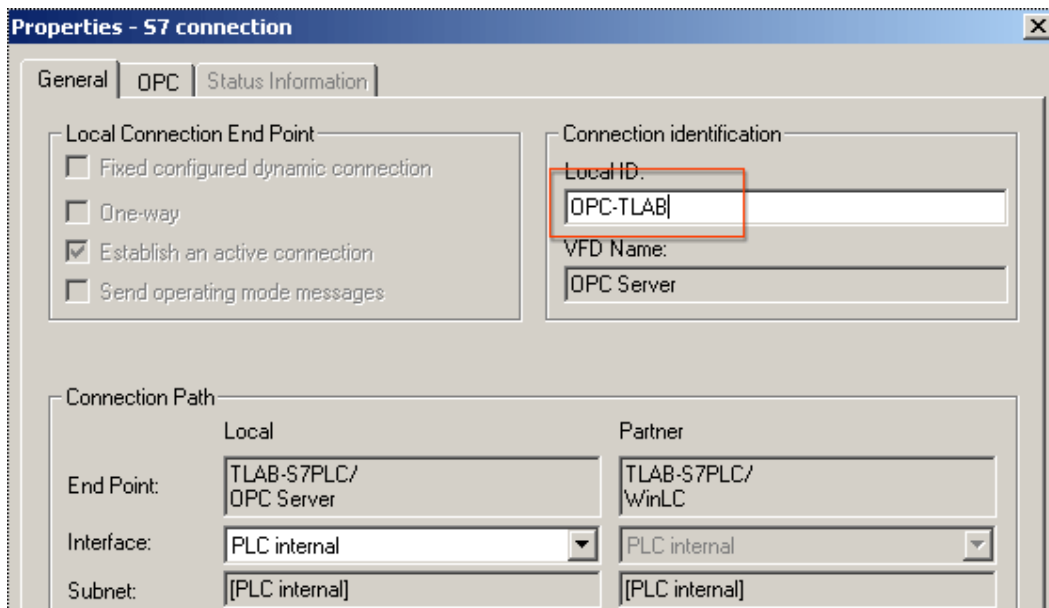 Properties - S7 connection
General OPC Status Information
Local Connection End Point
Fixed configured dynamic connection
One-way
Establish an active connection
Send operating mode messages
Connection identification
Local ID:
OPC-TLAB
VFD Name:
OPC Server
Connection Path
Local Partner
End Point: TLAB-S7PLC/ TLAB-S7PLC/
OPC Server WinLC
Interface: PLC internal PLC internal
Subnet: [PLC internal] [PLC internal]